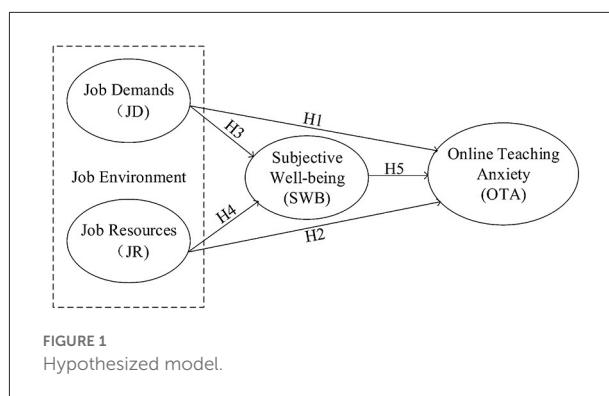 Job Demands
（JD）
H1
H3
Subjective
Well-being
(SWB)
H5
Online Teaching
Anxiety
(OTA)
Job Environment
H4
Job Resources
（JR）
H2
FIGURE 1
Hypothesized model.